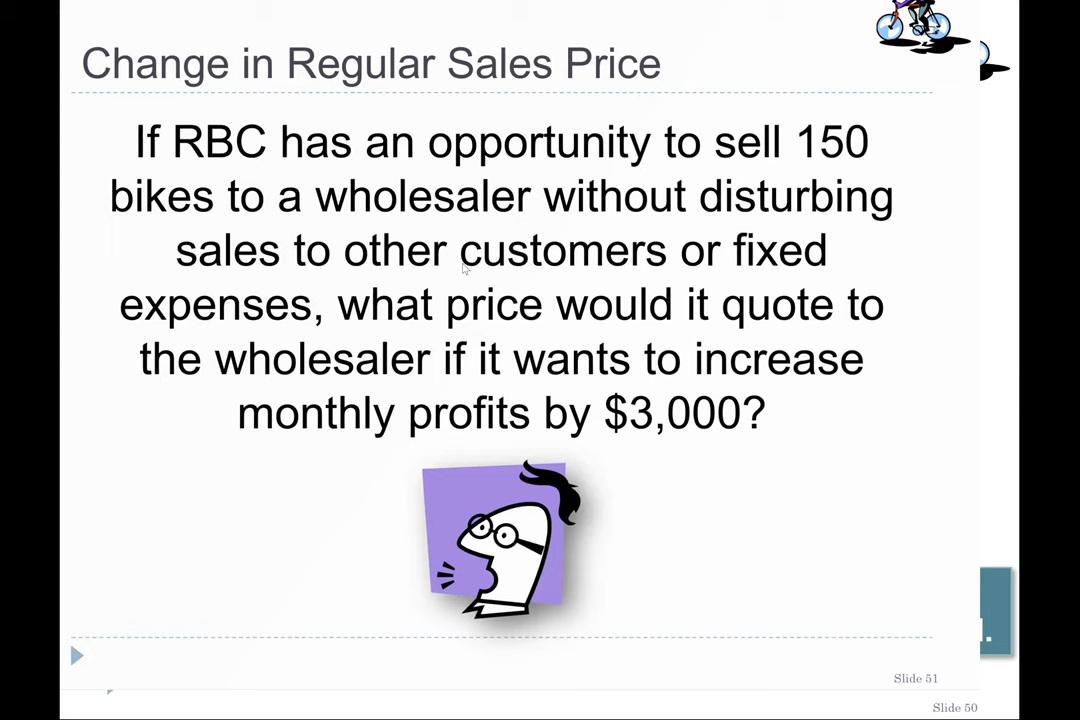 Change in Regular Sales Price
If RBC has an opportunity to sell 150
bikes to a wholesaler without disturbing
sales to other customers or fixed
expenses, what price would it quote to
the wholesaler if it wants to increase
monthly profits by $3,000?
Slide 51
Slide 50